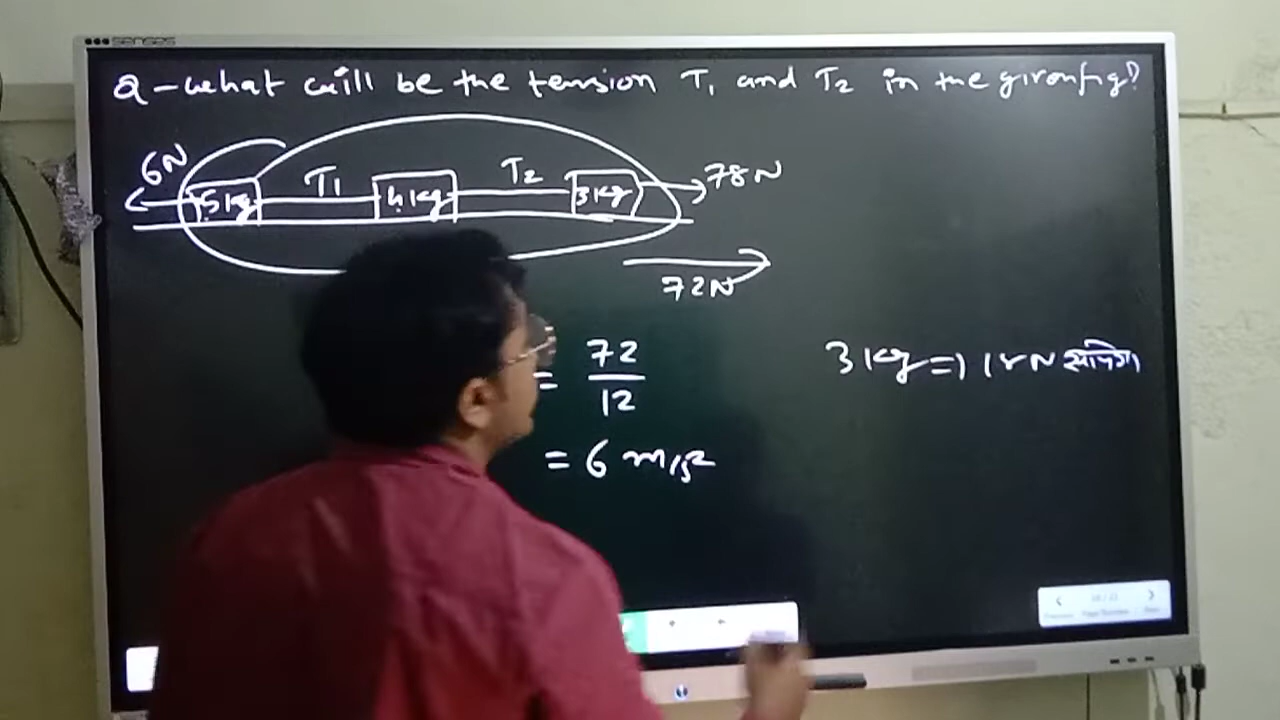 Q - what will be the tension T1 and T2 in the given fig?
6N T1 T2 78N
5kg 4kg 3kg
72N
= 72
12
3kg => 18N खायेगा
= 6 m/s2